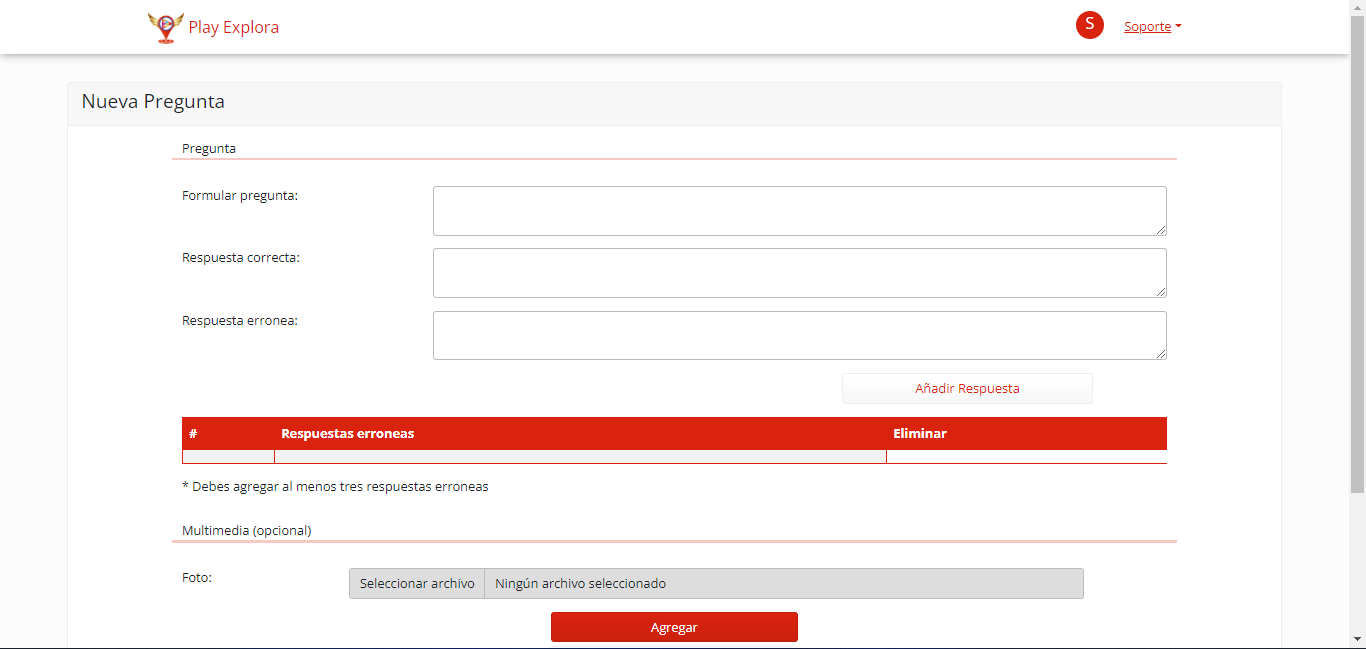 Play Explora
S
Soporte
Nueva Pregunta
Pregunta
Formular pregunta:
Respuesta correcta:
Respuesta erronea:
Añadir Respuesta
# Respuestas erroneas Eliminar
* Debes agregar al menos tres respuestas erroneas
Multimedia (opcional)
Foto: Seleccionar archivo Ningún archivo seleccionado
Agregar